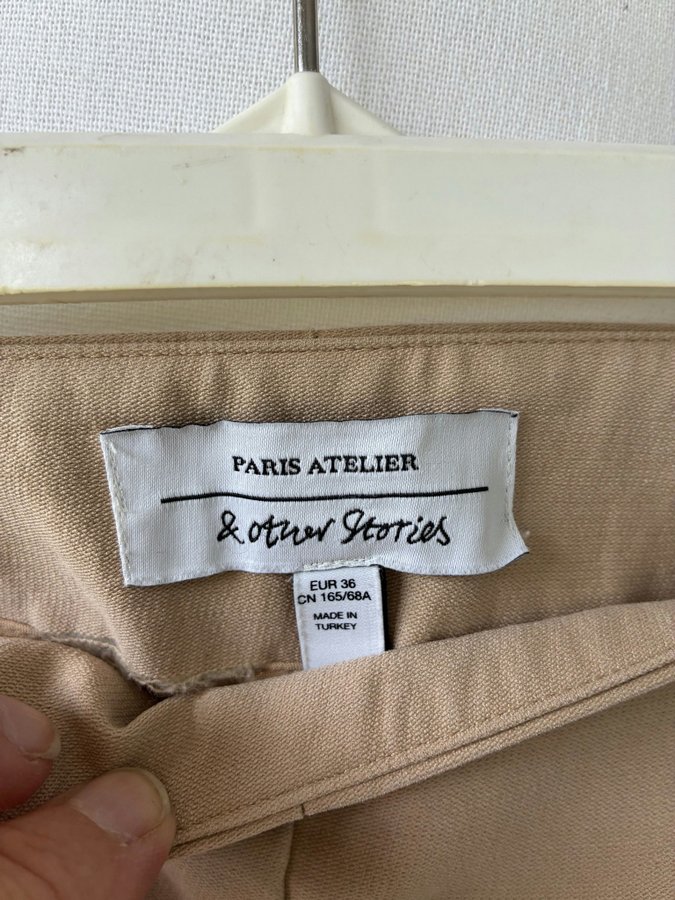 PARIS ATELIER
& other Stories
EUR 36
CN 165/68A
MADE IN
TURKEY